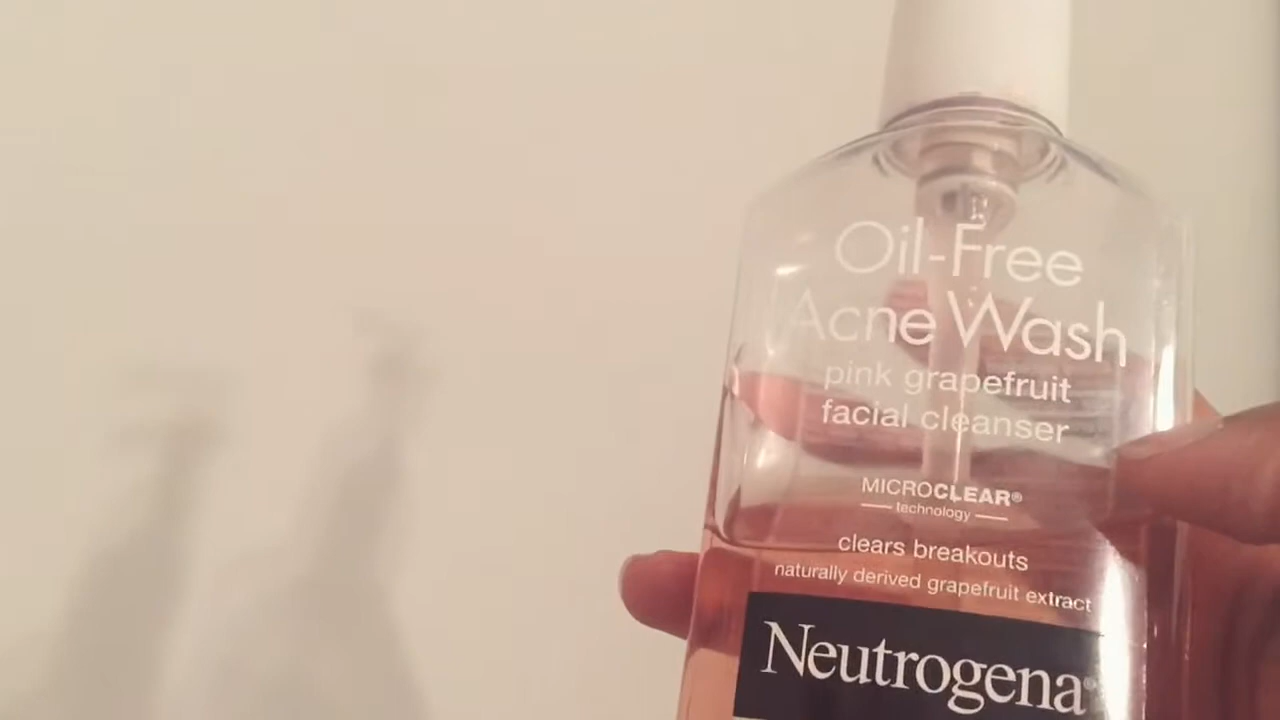 Oil-Free
Acne Wash
pink grapefruit
facial cleanser
MICROCLEAR®
technology
clears breakouts
naturally derived grapefruit extract
Neutrogena®